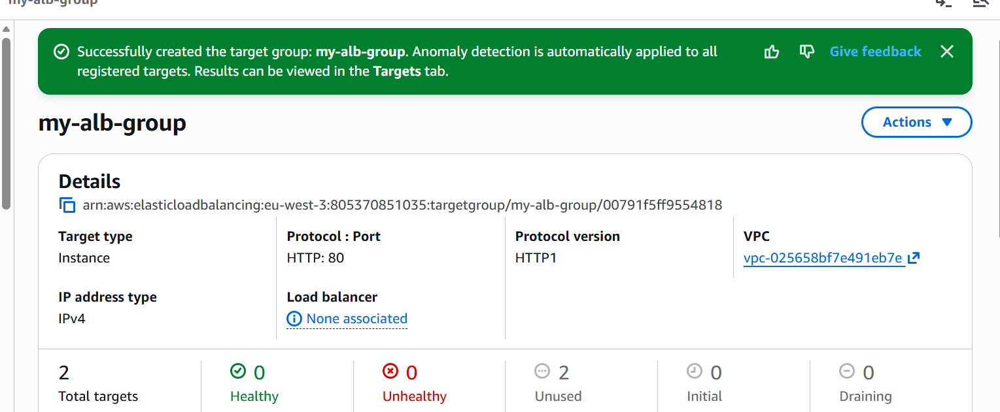 my-alb-group
Successfully created the target group: my-alb-group. Anomaly detection is automatically applied to all
registered targets. Results can be viewed in the Targets tab.
Give feedback
my-alb-group
Actions
Details
arn:aws:elasticloadbalancing:eu-west-3:805370851035:targetgroup/my-alb-group/00791f5ff9554818
Target type
Instance
Protocol : Port
HTTP: 80
Protocol version
HTTP1
VPC
vpc-025658bf7e491eb7e
IP address type
IPv4
Load balancer
None associated
2
Total targets
0
Healthy
0
Unhealthy
2
Unused
0
Initial
0
Draining